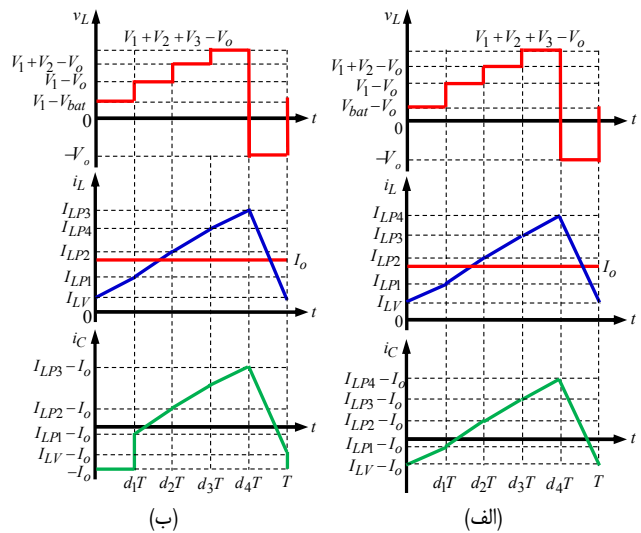 v_L
V_1+V_2+V_3−V_o
V_1+V_2−V_o
V_1−V_o
V_1−V_bat
0
t
−V_o
i_L
I_LP3
I_LP4
I_LP2
I_o
I_LP1
I_LV
0
t
i_C
I_LP3−I_o
I_LP2−I_o
t
I_LP1−I_o
I_LV−I_o
−I_o
d_1T d_2T d_3T d_4T T
(ب)
v_L
V_1+V_2+V_3−V_o
V_1+V_2−V_o
V_1−V_o
V_bat−V_o
0
t
−V_o
i_L
I_LP4
I_LP3
I_LP2
I_o
I_LP1
I_LV
0
t
i_C
I_LP4−I_o
I_LP3−I_o
I_LP2−I_o
t
I_LP1−I_o
I_LV−I_o
d_1T d_2T d_3T d_4T T
(الف)